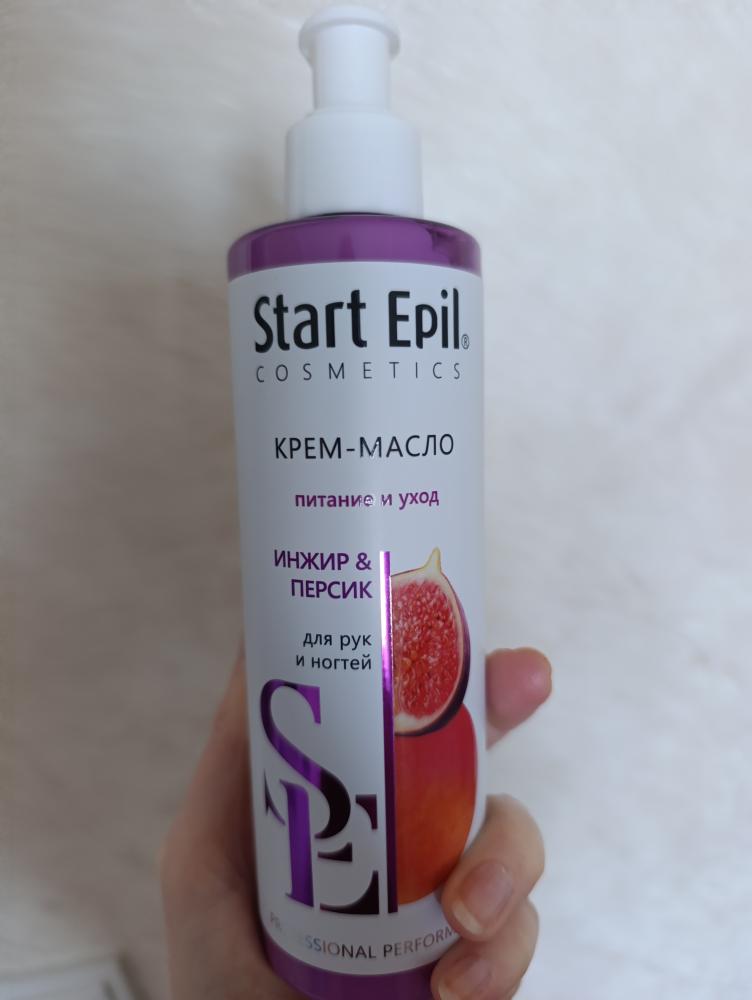 Start Epil®
COSMETICS
КРЕМ-МАСЛО
питание и уход
ИНЖИР &
ПЕРСИК
для рук
и ногтей
SE